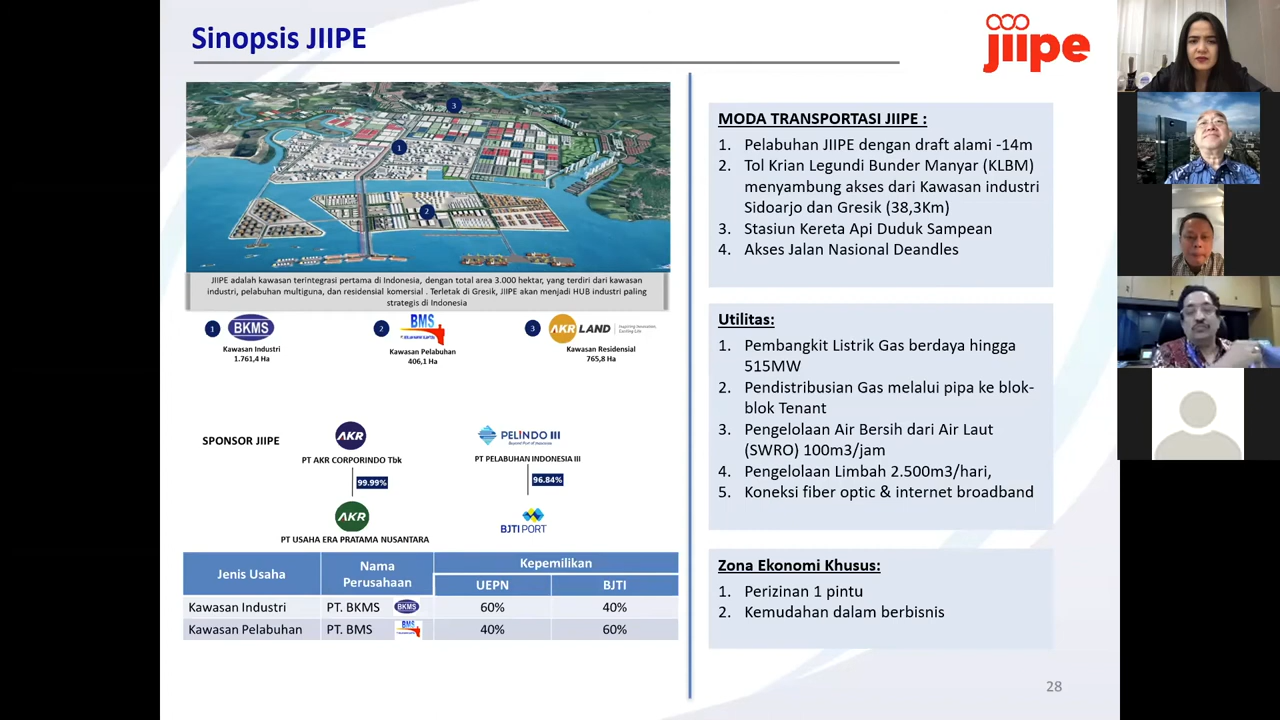 Sinopsis JIIPE
jiipe
3
1
2
JIIPE adalah kawasan terintegrasi pertama di Indonesia, dengan total area 3.000 hektar, yang terdiri dari kawasan
industri, pelabuhan multiguna, dan residensial komersial . Terletak di Gresik, JIIPE akan menjadi HUB industri paling
strategis di Indonesia
1 BKMS
Kawasan Industri
1.761,4 Ha
2 BMS
Kawasan Pelabuhan
406,1 Ha
3 AKR LAND
Kawasan Residensial
765,8 Ha
SPONSOR JIIPE
AKR
PT AKR CORPORINDO Tbk
99.99%
AKR
PT USAHA ERA PRATAMA NUSANTARA
PELINDO III
PT PELABUHAN INDONESIA III
96.84%
BJTI PORT
Jenis Usaha Nama Perusahaan Kepemilikan
UEPN BJTI
Kawasan Industri PT. BKMS BKMS 60% 40%
Kawasan Pelabuhan PT. BMS BMS 40% 60%
MODA TRANSPORTASI JIIPE :
1. Pelabuhan JIIPE dengan draft alami -14m
2. Tol Krian Legundi Bunder Manyar (KLBM)
menyambung akses dari Kawasan industri
Sidoarjo dan Gresik (38,3Km)
3. Stasiun Kereta Api Duduk Sampean
4. Akses Jalan Nasional Deandles
Utilitas:
1. Pembangkit Listrik Gas berdaya hingga
515MW
2. Pendistribusian Gas melalui pipa ke blok-
blok Tenant
3. Pengelolaan Air Bersih dari Air Laut
(SWRO) 100m3/jam
4. Pengelolaan Limbah 2.500m3/hari,
5. Koneksi fiber optic & internet broadband
Zona Ekonomi Khusus:
1. Perizinan 1 pintu
2. Kemudahan dalam berbisnis
28